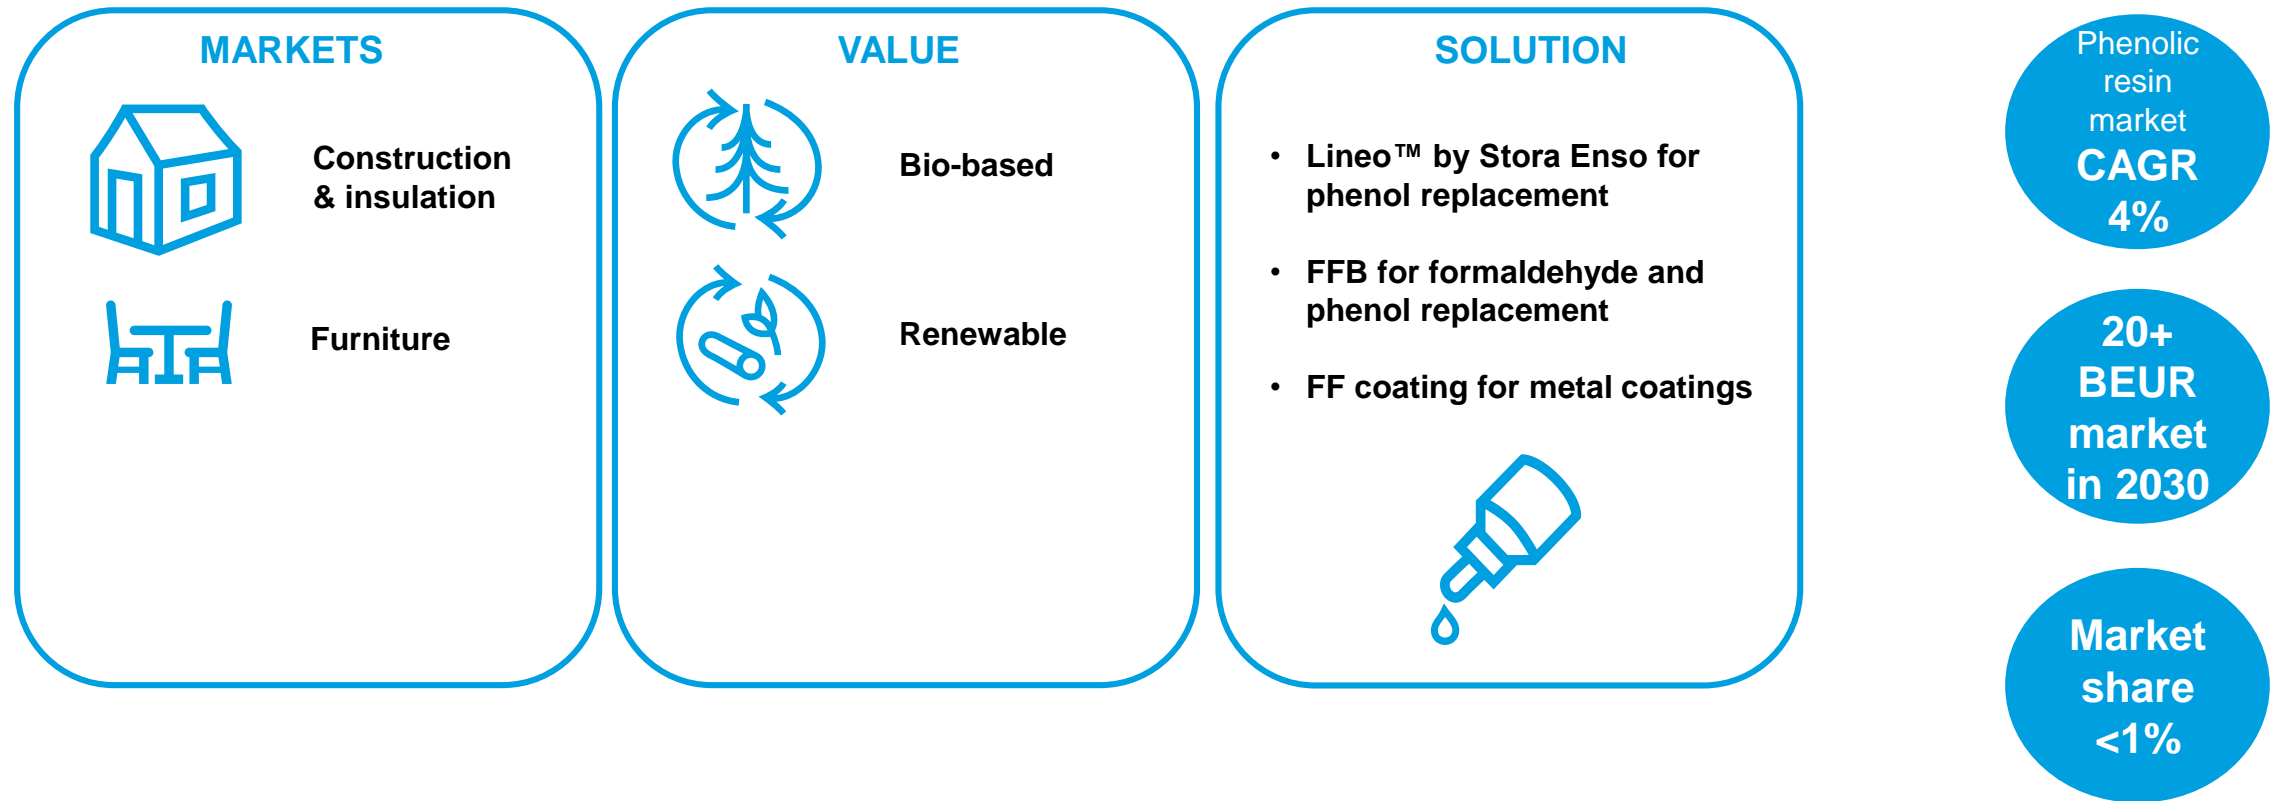 MARKETS
Construction
& insulation
Furniture
VALUE
Bio-based
Renewable
SOLUTION
• Lineo™ by Stora Enso for
phenol replacement
• FFB for formaldehyde and
phenol replacement
• FF coating for metal coatings
Phenolic
resin
market
CAGR
4%
20+
BEUR
market
in 2030
Market
share
<1%